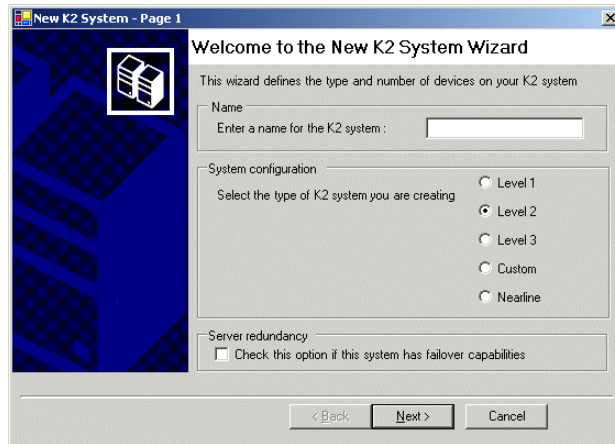 New K2 System - Page 1
Welcome to the New K2 System Wizard
This wizard defines the type and number of devices on your K2 system
Name
Enter a name for the K2 system :
System configuration
Select the type of K2 system you are creating
Level 1
Level 2
Level 3
Custom
Nearline
Server redundancy
Check this option if this system has failover capabilities
< Back
Next >
Cancel